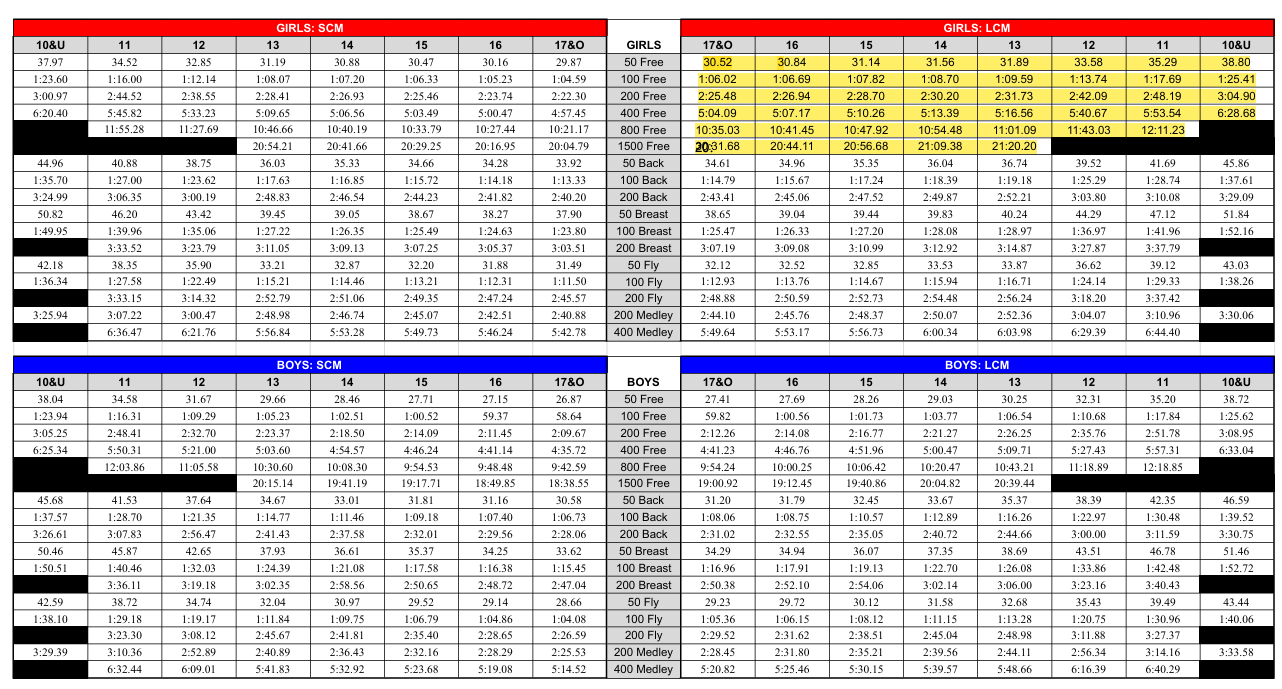 GIRLS: SCM GIRLS: LCM
10&U 11 12 13 14 15 16 17&O GIRLS 17&O 16 15 14 13 12 11 10&U
37.97 34.52 32.85 31.19 30.88 30.47 30.16 29.87 50 Free 30.52 30.84 31.14 31.56 31.89 33.58 35.29 38.80
1:23.60 1:16.00 1:12.14 1:08.07 1:07.20 1:06.33 1:05.23 1:04.59 100 Free 1:06.02 1:06.69 1:07.82 1:08.70 1:09.59 1:13.74 1:17.69 1:25.41
3:00.97 2:44.52 2:38.55 2:28.41 2:26.93 2:25.46 2:23.74 2:22.30 200 Free 2:25.48 2:26.94 2:28.70 2:30.20 2:31.73 2:42.09 2:48.19 3:04.90
6:20.40 5:45.82 5:33.23 5:09.65 5:06.56 5:03.49 5:00.47 4:57.45 400 Free 5:04.09 5:07.17 5:10.26 5:13.39 5:16.56 5:40.67 5:53.54 6:28.68
11:55.28 11:27.69 10:46.66 10:40.19 10:33.79 10:27.44 10:21.17 800 Free 10:35.03 10:41.45 10:47.92 10:54.48 11:01.09 11:43.03 12:11.23
20:54.21 20:41.66 20:29.25 20:16.95 20:04.79 1500 Free 20:31.68 20:44.11 20:56.68 21:09.38 21:20.20
44.96 40.88 38.75 36.03 35.33 34.66 34.28 33.92 50 Back 34.61 34.96 35.35 36.04 36.74 39.52 41.69 45.86
1:35.70 1:27.00 1:23.62 1:17.63 1:16.85 1:15.72 1:14.18 1:13.33 100 Back 1:14.79 1:15.67 1:17.24 1:18.39 1:19.18 1:25.29 1:28.74 1:37.61
3:24.99 3:06.35 3:00.19 2:48.83 2:46.54 2:44.23 2:41.82 2:40.20 200 Back 2:43.41 2:45.06 2:47.52 2:49.87 2:52.21 3:03.80 3:10.08 3:29.09
50.82 46.20 43.42 39.45 39.05 38.67 38.27 37.90 50 Breast 38.65 39.04 39.44 39.83 40.24 44.29 47.12 51.84
1:49.95 1:39.96 1:35.06 1:27.22 1:26.35 1:25.49 1:24.63 1:23.80 100 Breast 1:25.47 1:26.33 1:27.20 1:28.08 1:28.97 1:36.97 1:41.96 1:52.16
3:33.52 3:23.79 3:11.05 3:09.13 3:07.25 3:05.37 3:03.51 200 Breast 3:07.19 3:09.08 3:10.99 3:12.92 3:14.87 3:27.87 3:37.79
42.18 38.35 35.90 33.21 32.87 32.20 31.88 31.49 50 Fly 32.12 32.52 32.85 33.53 33.87 36.62 39.12 43.03
1:36.34 1:27.58 1:22.49 1:15.21 1:14.46 1:13.21 1:12.31 1:11.50 100 Fly 1:12.93 1:13.76 1:14.67 1:15.94 1:16.71 1:24.14 1:29.33 1:38.26
3:33.15 3:14.32 2:52.79 2:51.06 2:49.35 2:47.24 2:45.57 200 Fly 2:48.88 2:50.59 2:52.73 2:54.48 2:56.24 3:18.20 3:37.42
3:25.94 3:07.22 3:00.47 2:48.98 2:46.74 2:45.07 2:42.51 2:40.88 200 Medley 2:44.10 2:45.76 2:48.37 2:50.07 2:52.36 3:04.07 3:10.96 3:30.06
6:36.47 6:21.76 5:56.84 5:53.28 5:49.73 5:46.24 5:42.78 400 Medley 5:49.64 5:53.17 5:56.73 6:00.34 6:03.98 6:29.39 6:44.40
BOYS: SCM BOYS: LCM
10&U 11 12 13 14 15 16 17&O BOYS 17&O 16 15 14 13 12 11 10&U
38.04 34.58 31.67 29.66 28.46 27.71 27.15 26.87 50 Free 27.41 27.69 28.26 29.03 30.25 32.31 35.20 38.72
1:23.94 1:16.31 1:09.29 1:05.23 1:02.51 1:00.52 59.37 58.64 100 Free 59.82 1:00.56 1:01.73 1:03.77 1:06.54 1:10.68 1:17.84 1:25.62
3:05.25 2:48.41 2:32.70 2:23.37 2:18.50 2:14.09 2:11.45 2:09.67 200 Free 2:12.26 2:14.08 2:16.77 2:21.27 2:26.25 2:35.76 2:51.78 3:08.95
6:25.34 5:50.31 5:21.00 5:03.60 4:54.57 4:46.24 4:41.14 4:35.72 400 Free 4:41.23 4:46.76 4:51.96 5:00.47 5:09.71 5:27.43 5:57.31 6:33.04
12:03.86 11:05.58 10:30.60 10:08.30 9:54.53 9:48.48 9:42.59 800 Free 9:54.24 10:00.25 10:06.42 10:20.47 10:43.21 11:18.89 12:18.85
20:15.14 19:41.19 19:17.71 18:49.85 18:38.55 1500 Free 19:00.92 19:12.45 19:40.86 20:04.82 20:39.44
45.68 41.53 37.64 34.67 33.01 31.81 31.16 30.58 50 Back 31.20 31.79 32.45 33.67 35.37 38.39 42.35 46.59
1:37.57 1:28.70 1:21.35 1:14.77 1:11.46 1:09.18 1:07.40 1:06.73 100 Back 1:08.06 1:08.75 1:10.57 1:12.89 1:16.26 1:22.97 1:30.48 1:39.52
3:26.61 3:07.83 2:56.47 2:41.43 2:37.58 2:32.01 2:29.56 2:28.06 200 Back 2:31.02 2:32.55 2:35.05 2:40.72 2:44.66 3:00.00 3:11.59 3:30.75
50.46 45.87 42.65 37.93 36.61 35.37 34.25 33.62 50 Breast 34.29 34.94 36.07 37.35 38.69 43.51 46.78 51.46
1:50.51 1:40.46 1:32.03 1:24.39 1:21.08 1:17.58 1:16.38 1:15.45 100 Breast 1:16.96 1:17.91 1:19.13 1:22.70 1:26.08 1:33.86 1:42.48 1:52.72
3:36.11 3:19.18 3:02.35 2:58.56 2:50.65 2:48.72 2:47.04 200 Breast 2:50.38 2:52.10 2:54.06 3:02.14 3:06.00 3:23.16 3:40.43
42.59 38.72 34.74 32.04 30.97 29.52 29.14 28.66 50 Fly 29.23 29.72 30.12 31.58 32.68 35.43 39.49 43.44
1:38.10 1:29.18 1:19.17 1:11.84 1:09.75 1:06.79 1:04.86 1:04.08 100 Fly 1:05.36 1:06.15 1:08.12 1:11.15 1:13.28 1:20.75 1:30.96 1:40.06
3:23.30 3:08.12 2:45.67 2:41.81 2:35.40 2:28.65 2:26.59 200 Fly 2:29.52 2:31.62 2:38.51 2:45.04 2:48.98 3:11.88 3:27.37
3:29.39 3:10.36 2:52.89 2:40.89 2:36.43 2:32.16 2:28.29 2:25.53 200 Medley 2:28.45 2:31.80 2:35.21 2:39.56 2:44.11 2:56.34 3:14.16 3:33.58
6:32.44 6:09.01 5:41.83 5:32.92 5:23.68 5:19.08 5:14.52 400 Medley 5:20.82 5:25.46 5:30.15 5:39.57 5:48.66 6:16.39 6:40.29